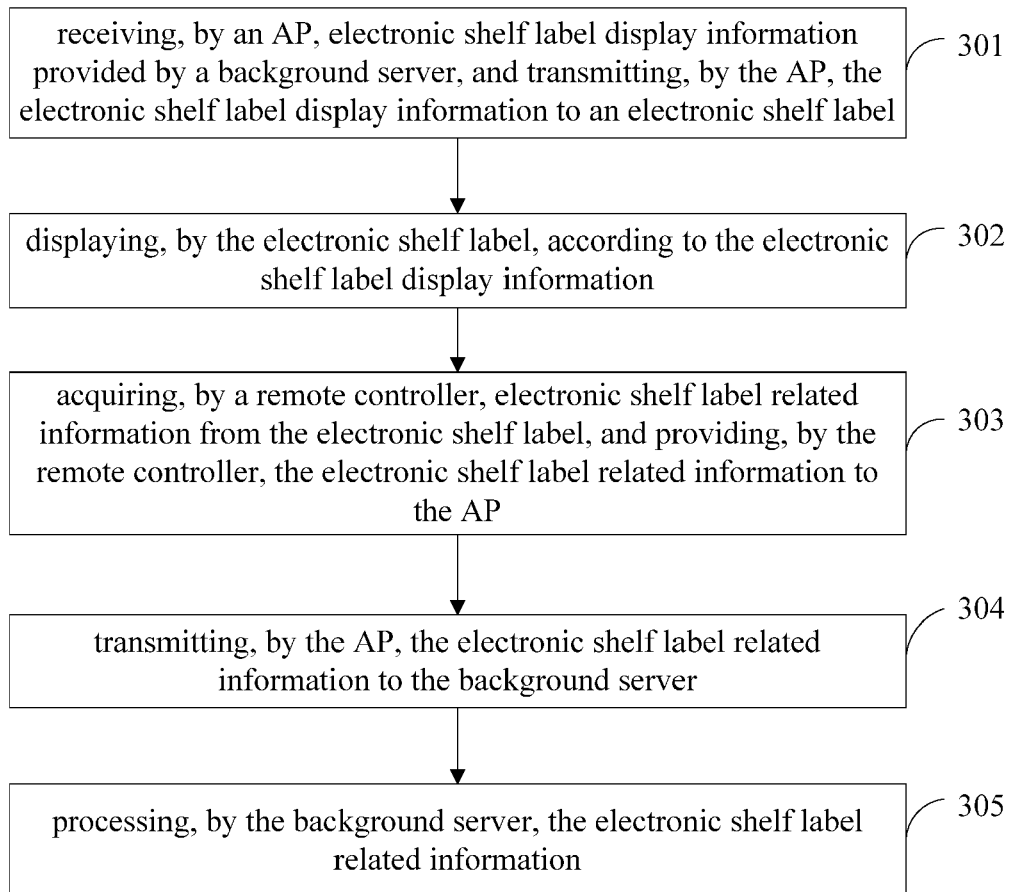 receiving, by an AP, electronic shelf label display information
provided by a background server, and transmitting, by the AP, the
electronic shelf label display information to an electronic shelf label
301
displaying, by the electronic shelf label, according to the electronic
shelf label display information
302
acquiring, by a remote controller, electronic shelf label related
information from the electronic shelf label, and providing, by the
remote controller, the electronic shelf label related information to
the AP
303
transmitting, by the AP, the electronic shelf label related
information to the background server
304
processing, by the background server, the electronic shelf label
related information
305